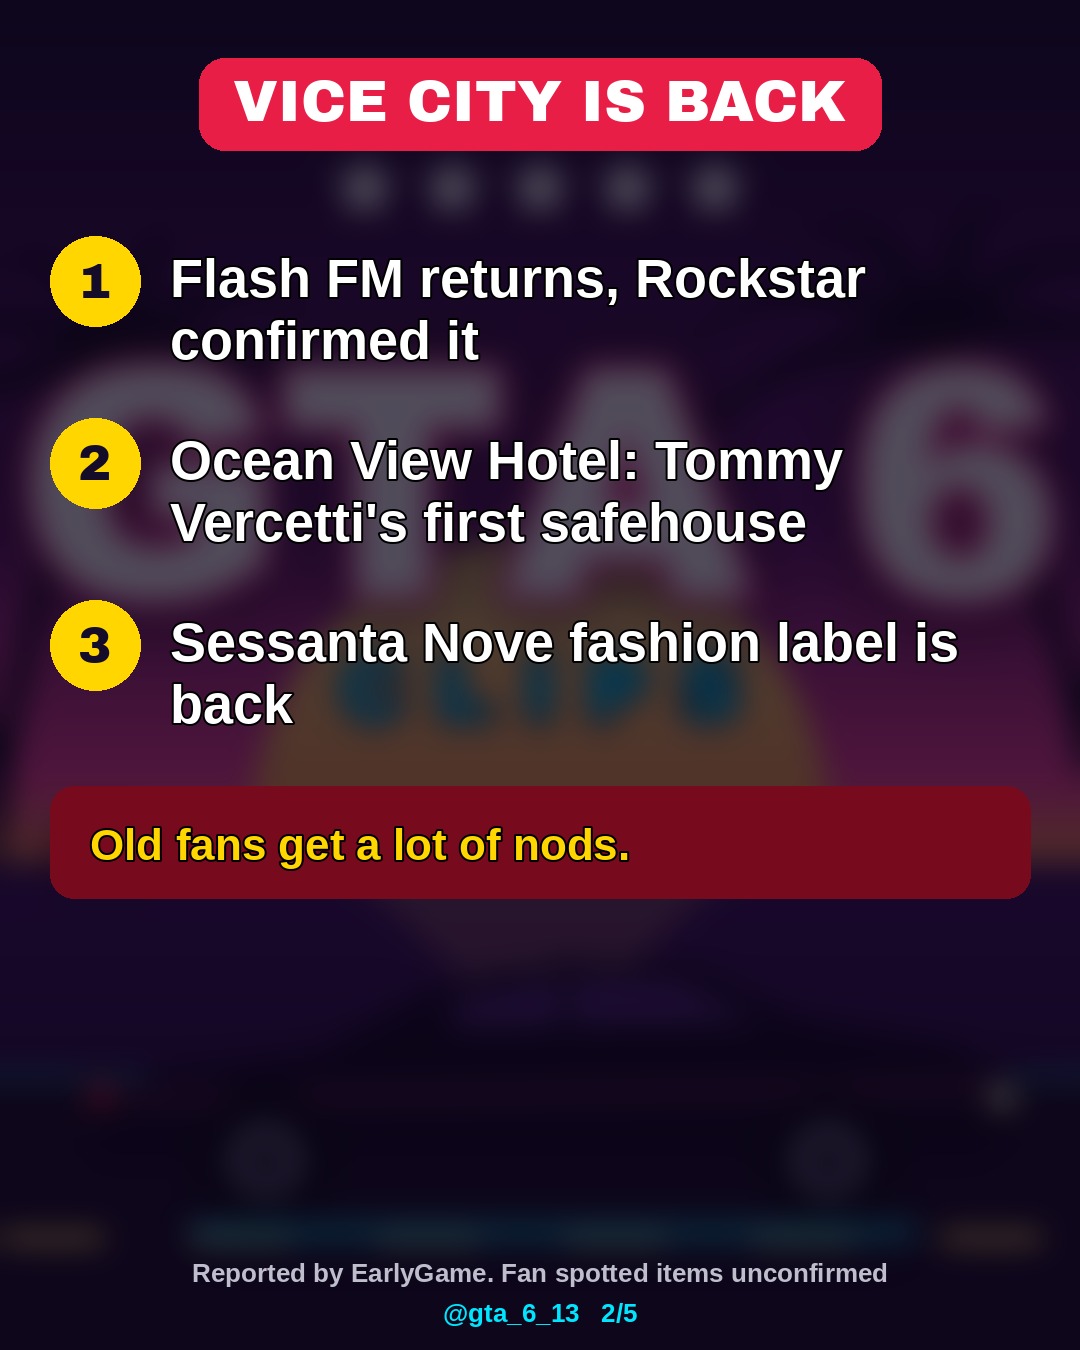 VICE CITY IS BACK
1 Flash FM returns, Rockstar
confirmed it
GTA 6
2 Ocean View Hotel: Tommy
Vercetti's first safehouse
3 Sessanta Nove fashion label is
back
Old fans get a lot of nods.
Reported by EarlyGame. Fan spotted items unconfirmed
@gta_6_13 2/5